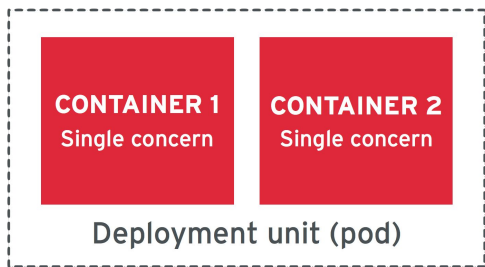 CONTAINER 1
Single concern
CONTAINER 2
Single concern
Deployment unit (pod)